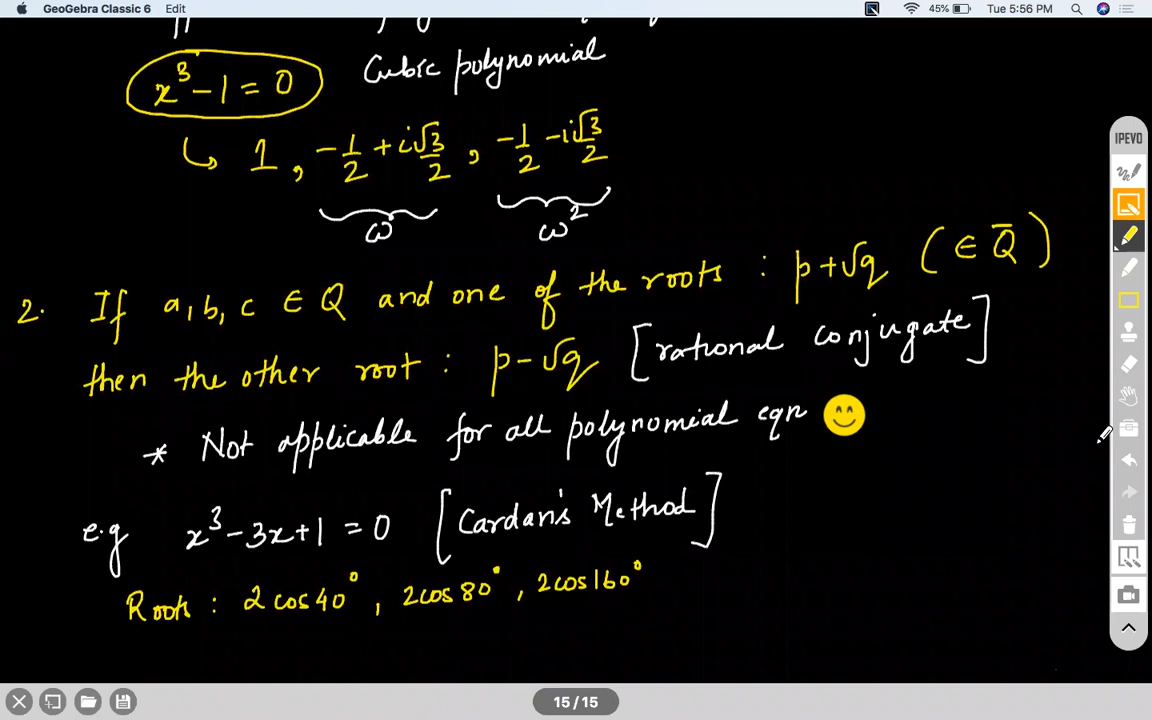 GeoGebra Classic 6 Edit 45% Tue 5:56 PM
x³ - 1 = 0 Cubic polynomial
↳ 1, -1/2 + i√3/2, -1/2 - i√3/2
ω ω²
IPEVO
2. If a, b, c ∈ Q and one of the roots : p+√q (∈ Q̄)
then the other root : p-√q [rational conjugate]
* Not applicable for all polynomial eqn 😊
e.g x³ - 3x + 1 = 0 [Cardan's Method]
Roots : 2cos40°, 2cos80°, 2cos160°
15/15